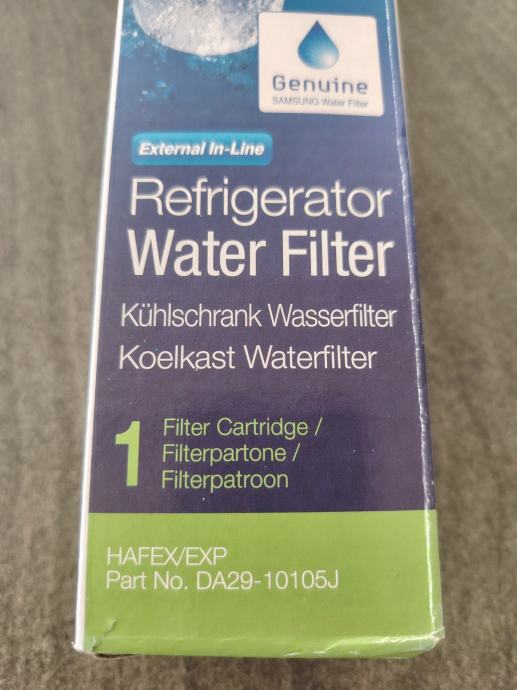 Genuine
SAMSUNG Water Filter
External In-Line
Refrigerator
Water Filter
Kühlschrank Wasserfilter
Koelkast Waterfilter
1
Filter Cartridge /
Filterpartone /
Filterpatroon
HAFEX/EXP
Part No. DA29-10105J